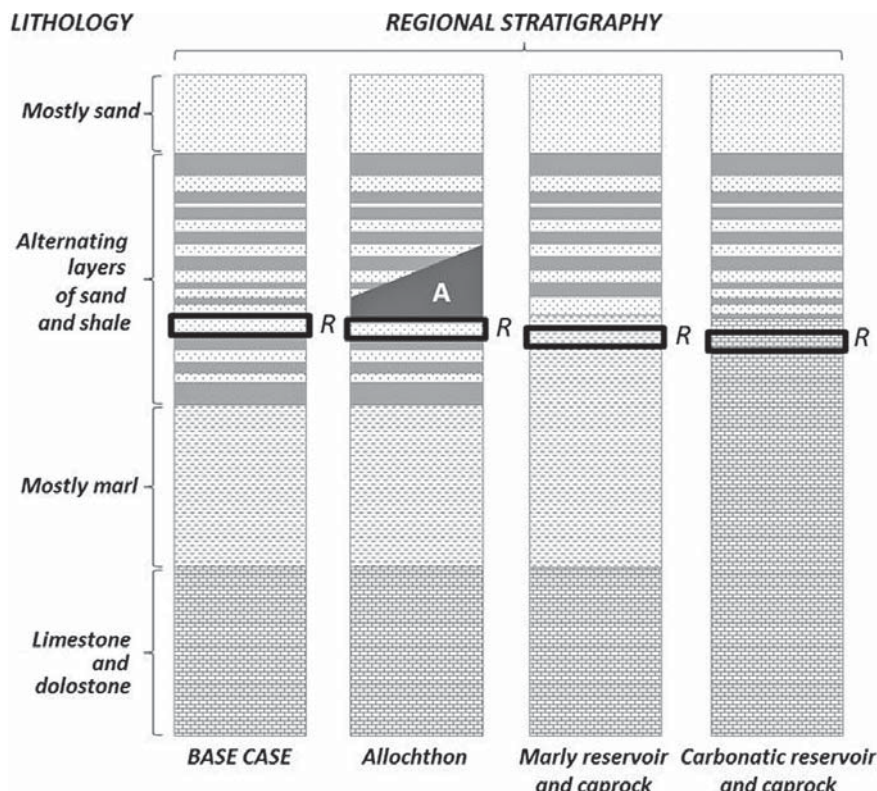 LITHOLOGY
REGIONAL STRATIGRAPHY
Mostly sand
Alternating
layers
of sand
and shale
Mostly marl
Limestone
and
dolostone
A
R
R
R
R
BASE CASE
Allochthon
Marly reservoir
and caprock
Carbonatic reservoir
and caprock